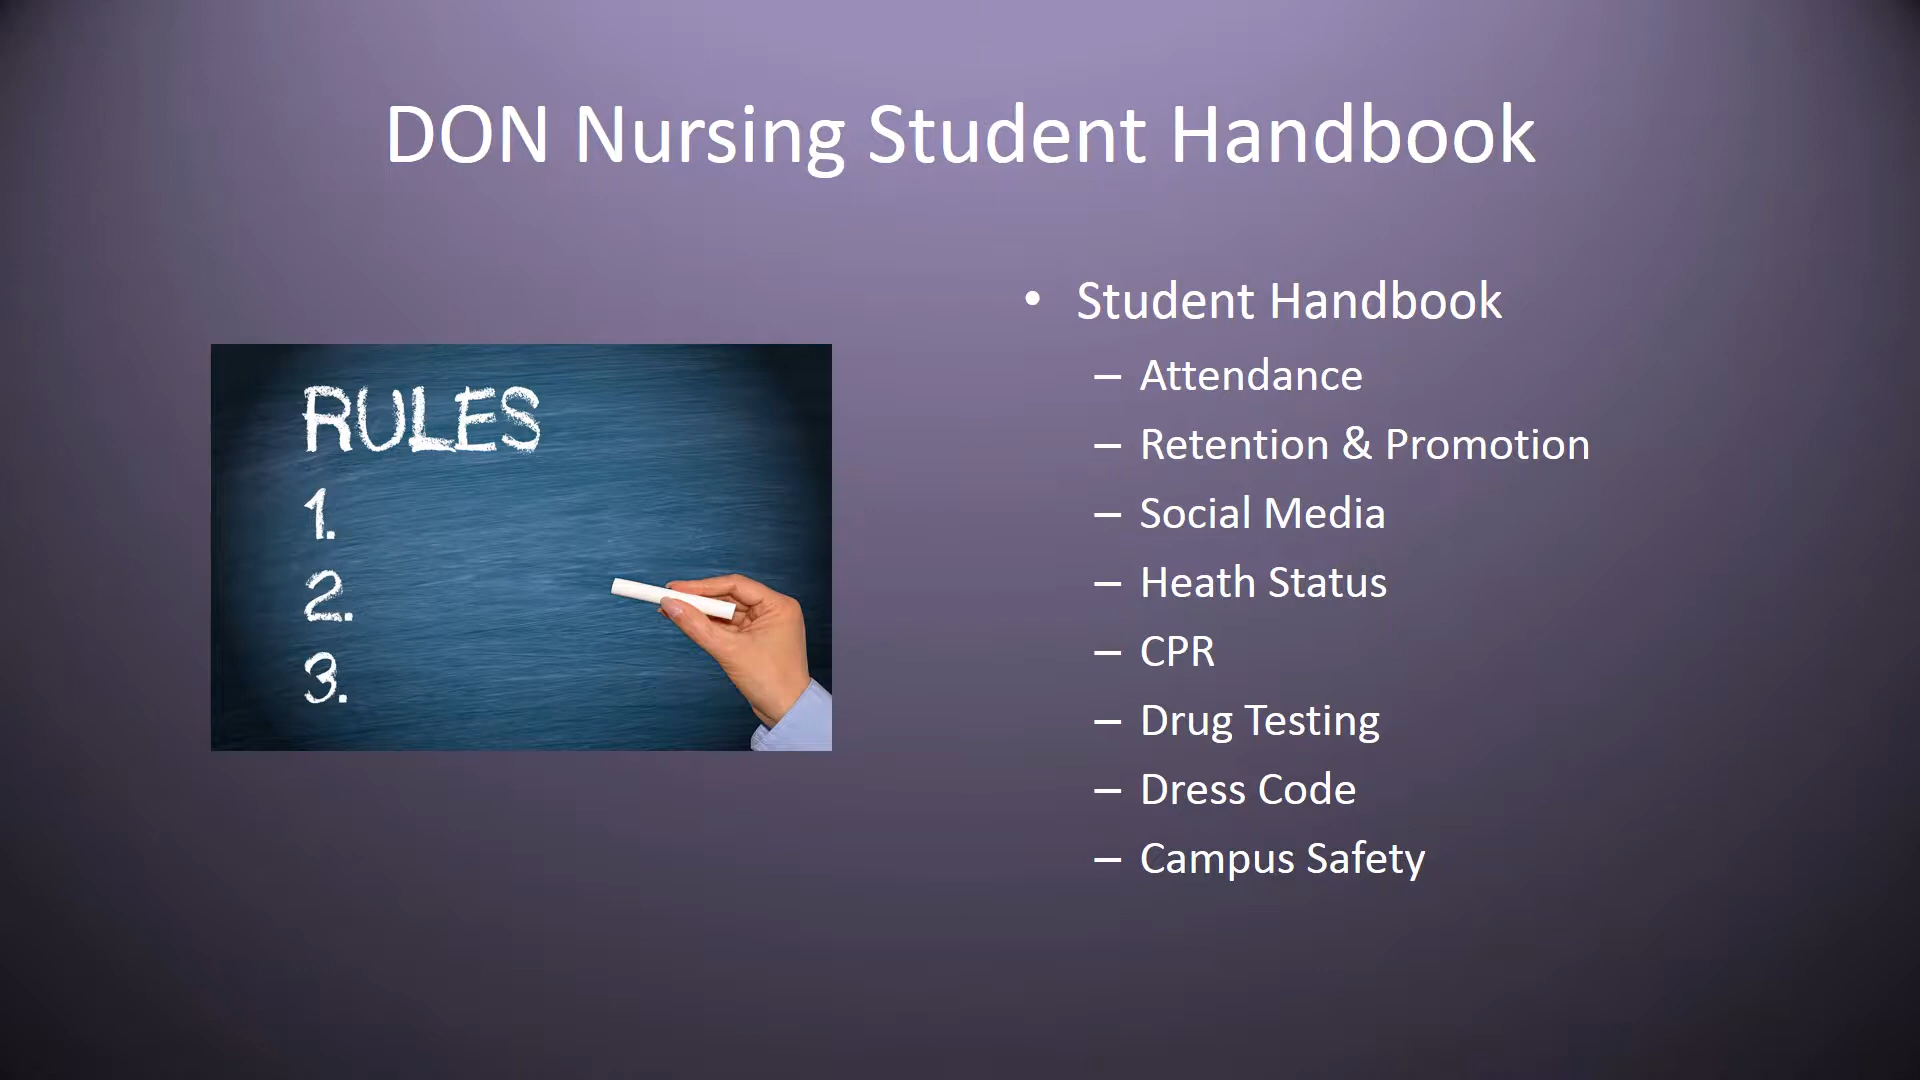 DON Nursing Student Handbook
RULES
1.
2.
3.
• Student Handbook
– Attendance
– Retention & Promotion
– Social Media
– Heath Status
– CPR
– Drug Testing
– Dress Code
– Campus Safety